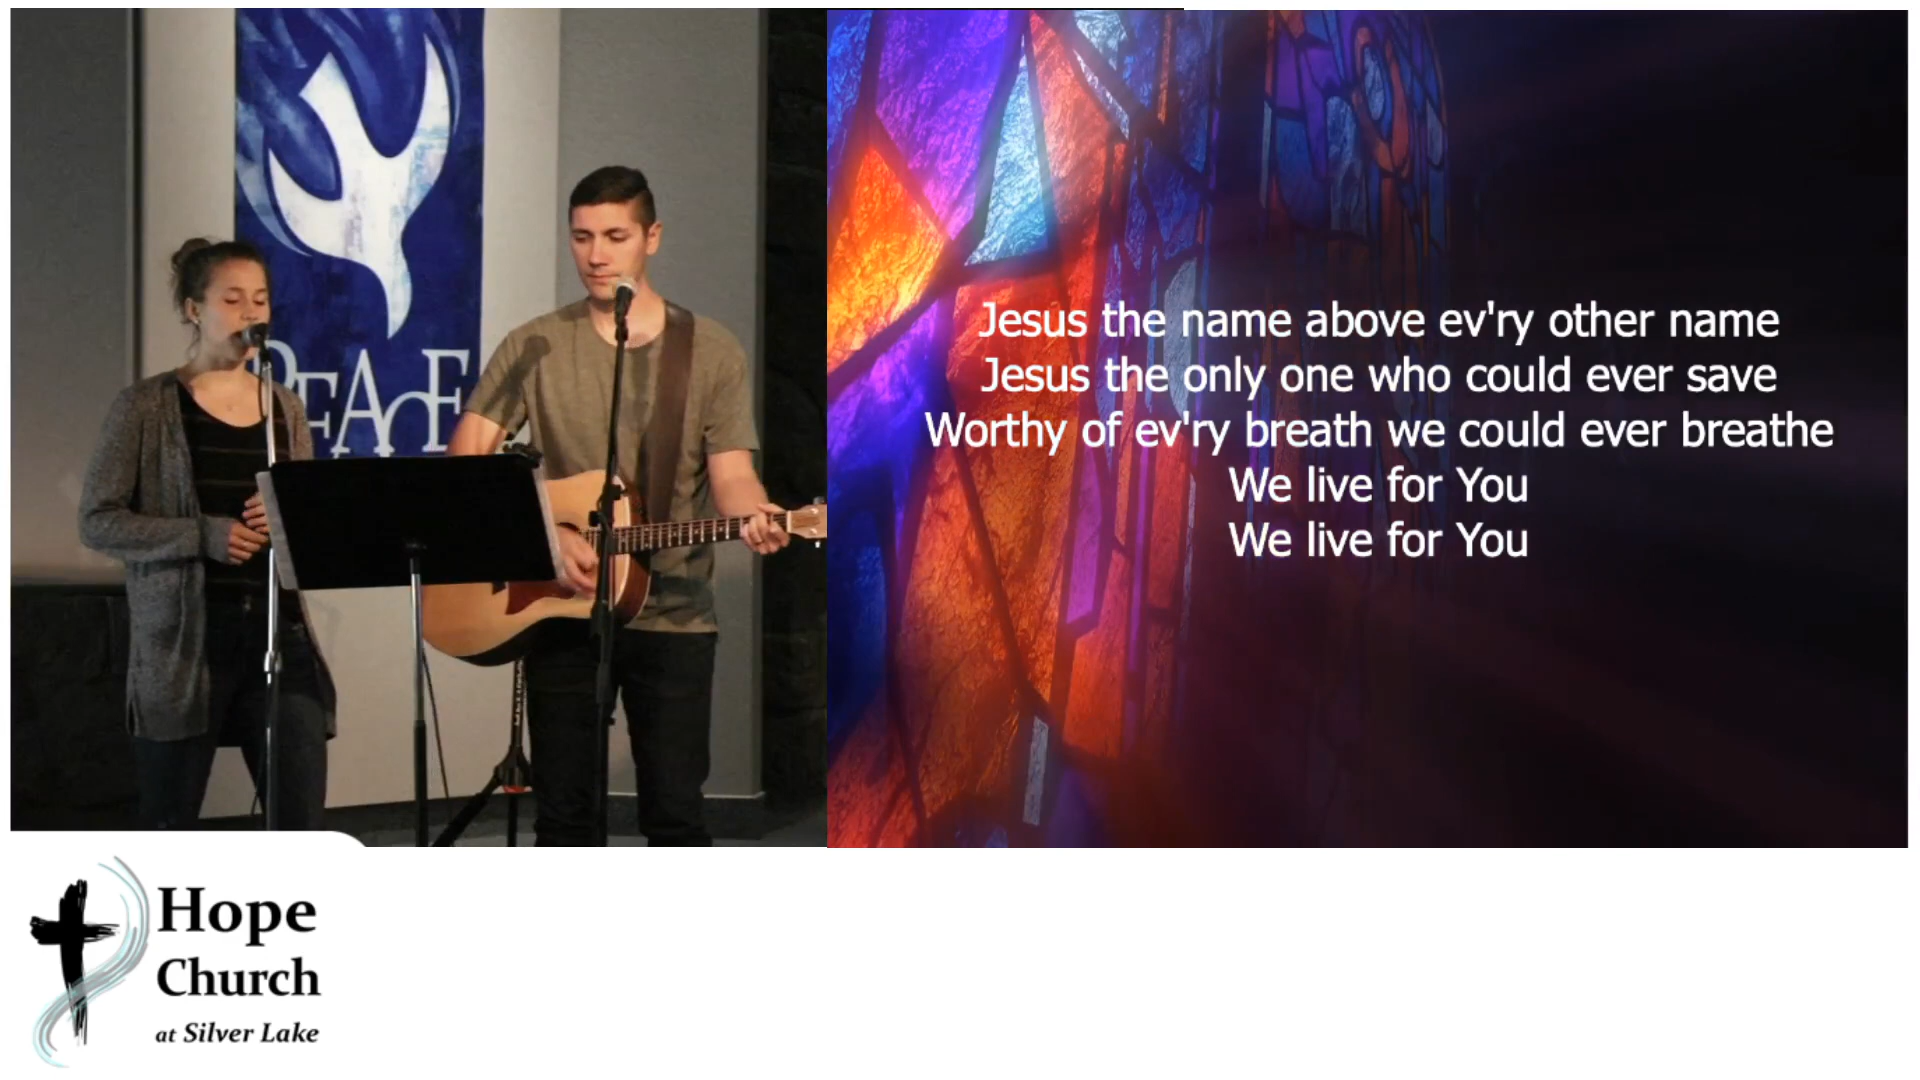 PEACE
Jesus the name above ev'ry other name
Jesus the only one who could ever save
Worthy of ev'ry breath we could ever breathe
We live for You
We live for You
Hope
Church
at Silver Lake